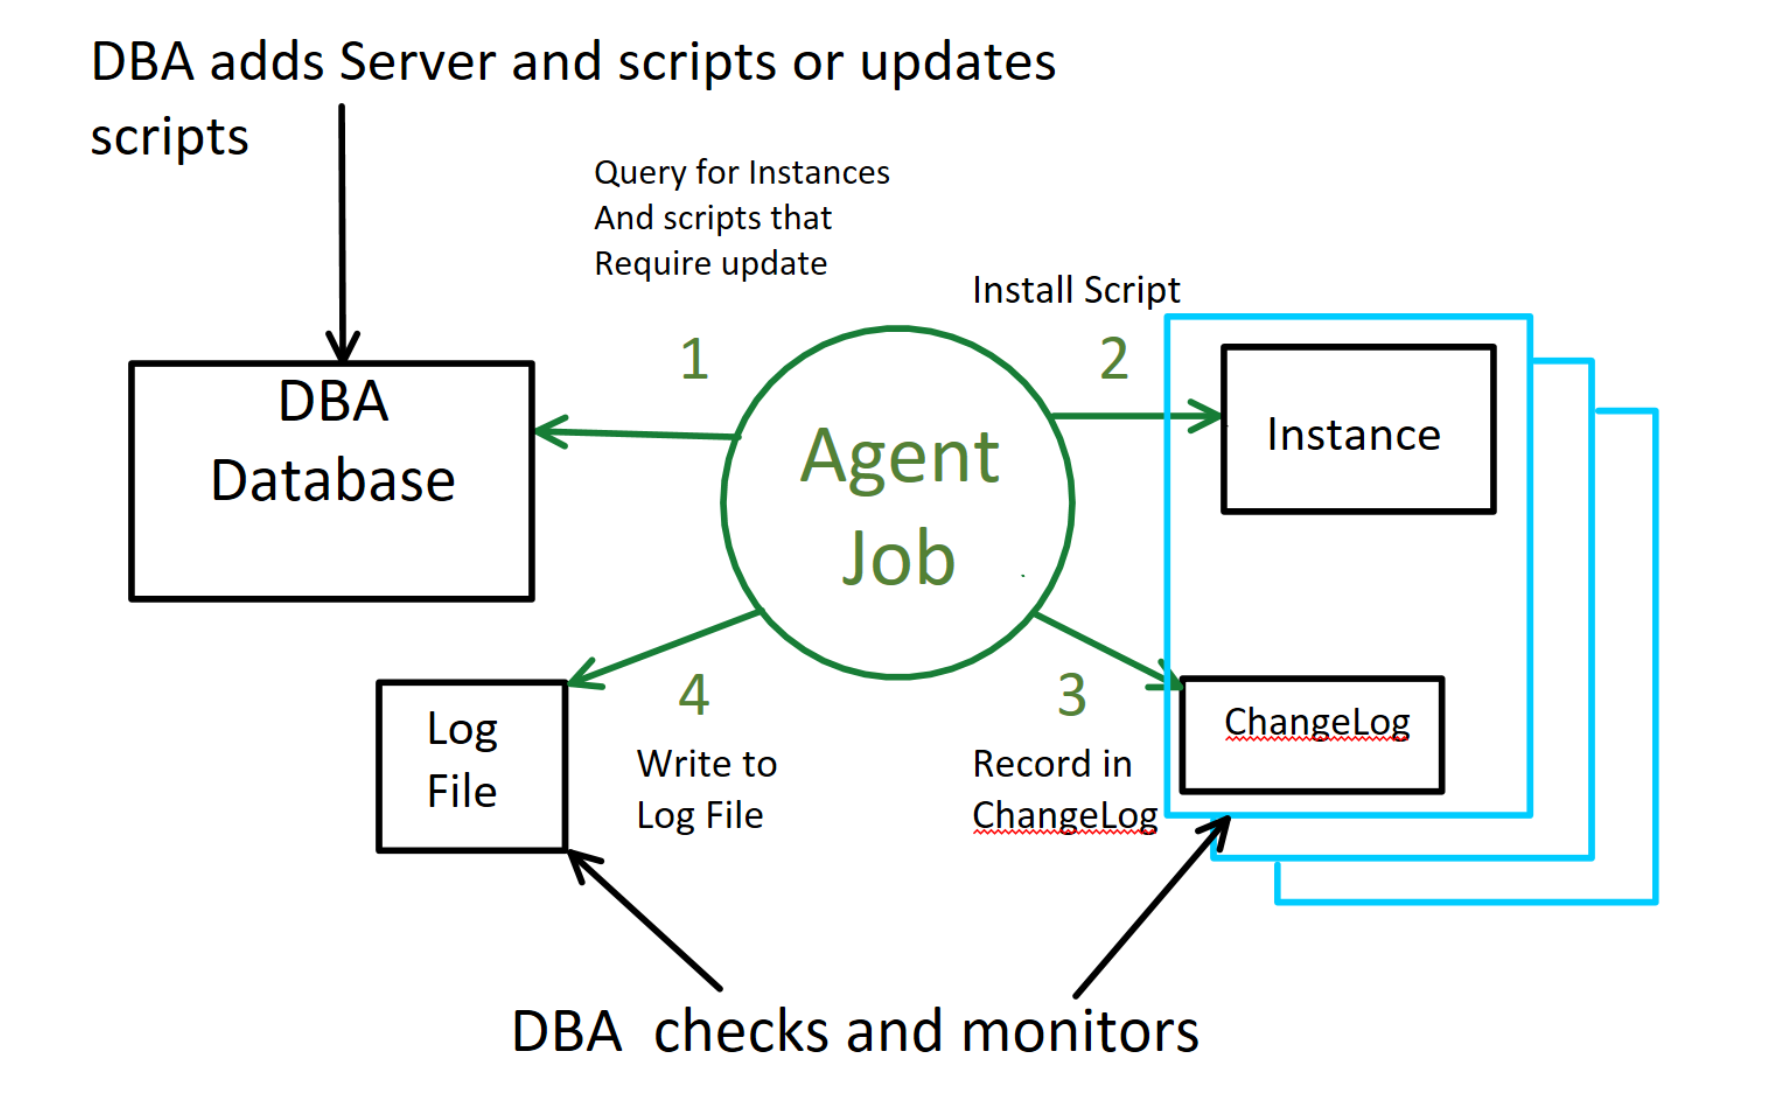 DBA adds Server and scripts or updates
scripts
Query for Instances
And scripts that
Require update
Install Script
1
2
DBA
Database
Agent
Job
Instance
Log
File
4
Write to
Log File
3
Record in
ChangeLog
ChangeLog
DBA  checks and monitors